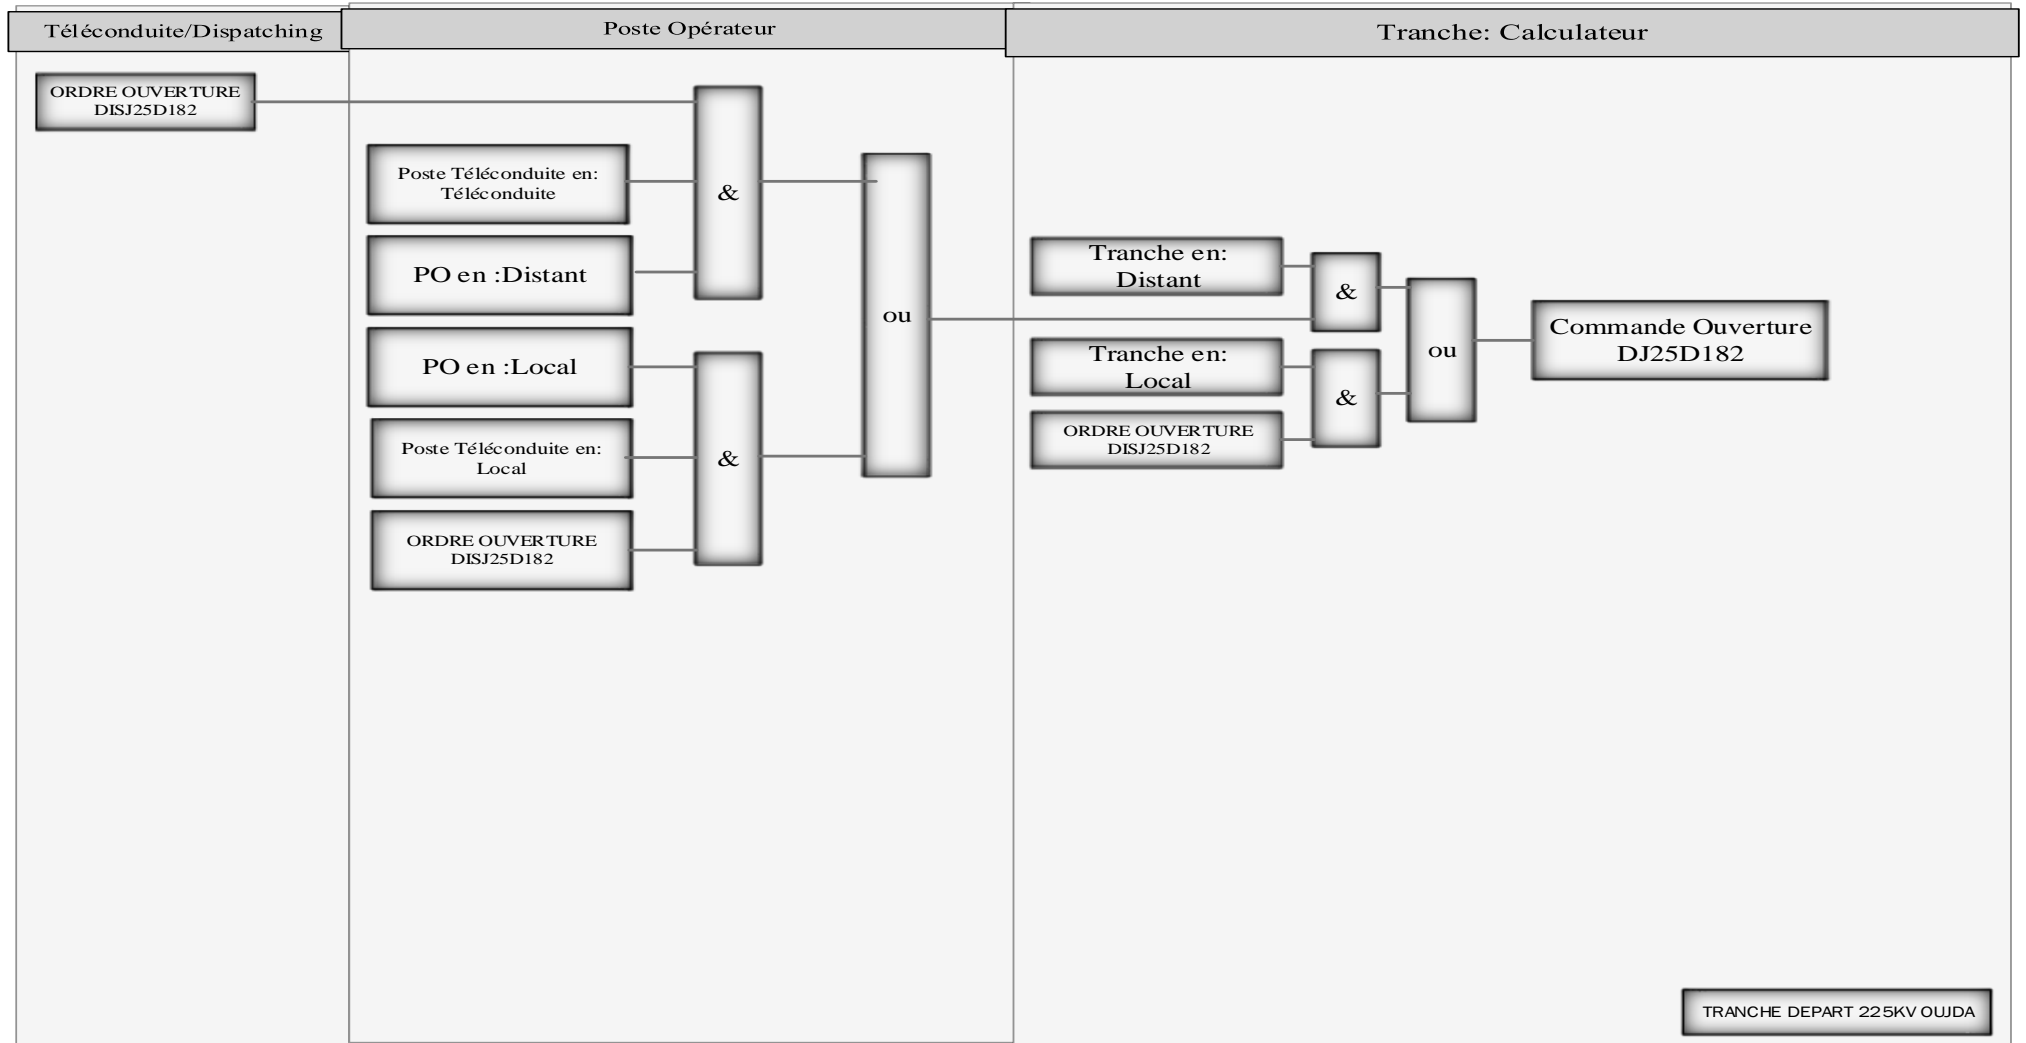 Téléconduite/Dispatching
Poste Opérateur
Tranche: Calculateur
ORDRE OUVERTURE
DISJ25D182
Poste Téléconduite en:
Téléconduite
PO en :Distant
&
PO en :Local
Poste Téléconduite en:
Local
ORDRE OUVERTURE
DISJ25D182
&
ou
Tranche en:
Distant
&
Tranche en:
Local
ORDRE OUVERTURE
DISJ25D182
&
ou
Commande Ouverture
DJ25D182
TRANCHE DEPART 225KV OUJDA